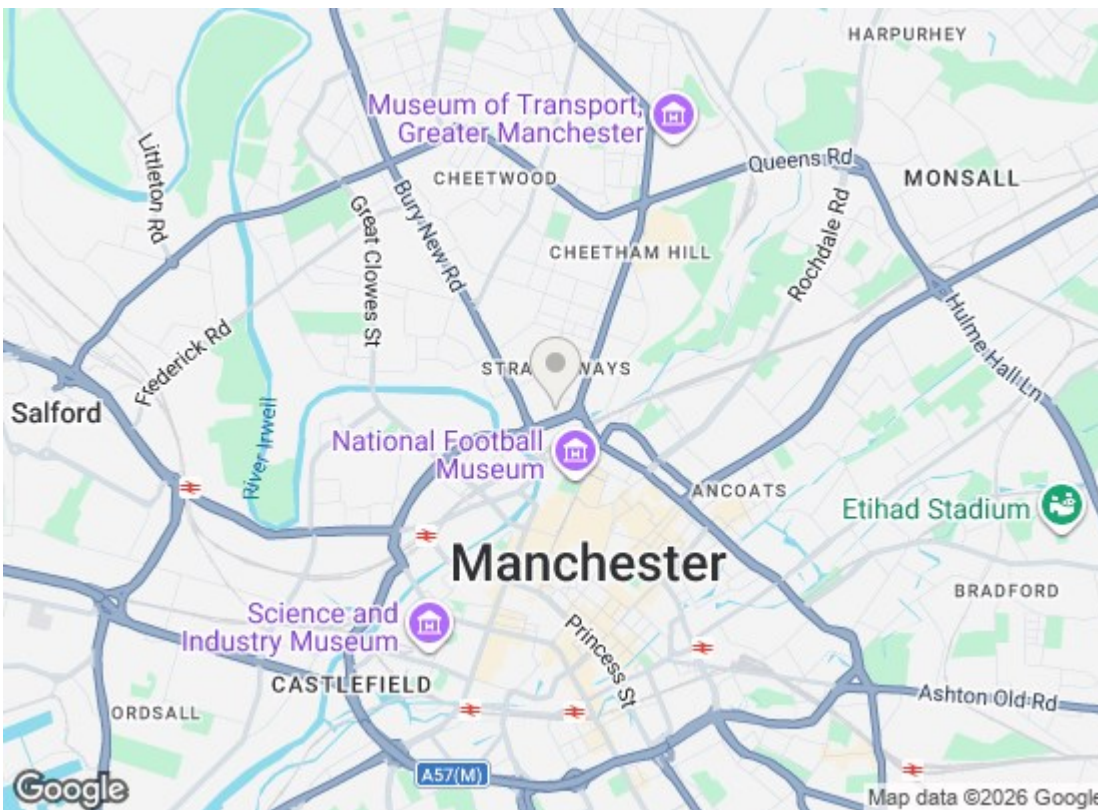 HARPURHEY
Museum of Transport,
Greater Manchester
Littleton Rd
Queens Rd
CHEETWOOD
MONSALL
Bury New Rd
Great Clowes St
Rochdale Rd
CHEETHAM HILL
Hulme Hall Ln
Frederick Rd
STRA WAYS
Salford
River Irwell
National Football
Museum
ANCOATS
Etihad Stadium
Manchester
BRADFORD
Science and
Industry Museum
Princess St
CASTLEFIELD
Ashton Old Rd
ORDSALL
A57(M)
Google
Map data ©2026 Google